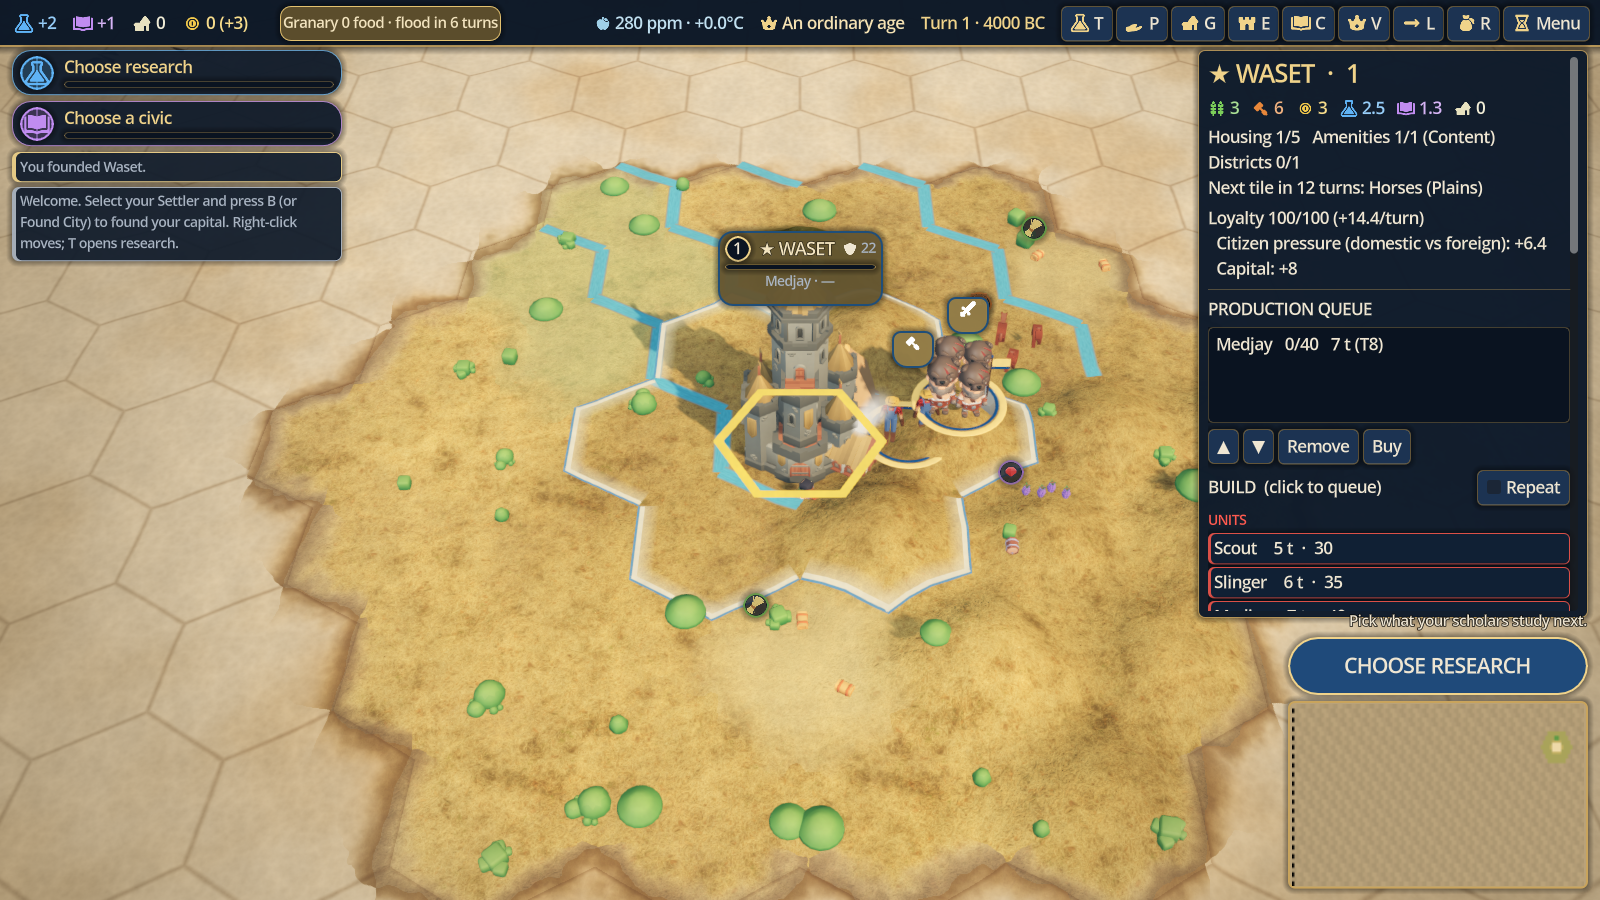 +2 +1 0 0 (+3)
Granary 0 food · flood in 6 turns
280 ppm · +0.0°C
An ordinary age
Turn 1 · 4000 BC
T P G E C V L R Menu
Choose research
Choose a civic
You founded Waset.
Welcome. Select your Settler and press B (or
Found City) to found your capital. Right-click
moves; T opens research.
1 ★ WASET 22
Medjay · —
★ WASET · 1
3 6 3 2.5 1.3 0
Housing 1/5 Amenities 1/1 (Content)
Districts 0/1
Next tile in 12 turns: Horses (Plains)
Loyalty 100/100 (+14.4/turn)
Citizen pressure (domestic vs foreign): +6.4
Capital: +8
PRODUCTION QUEUE
Medjay 0/40 7 t (T8)
▲ ▼ Remove Buy
BUILD (click to queue) Repeat
UNITS
Scout 5 t · 30
Slinger 6 t · 35
Pick what your scholars study next.
CHOOSE RESEARCH